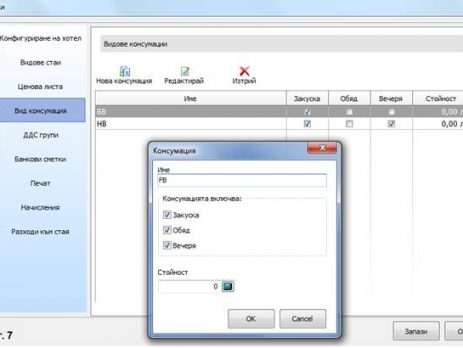 ки
Конфигуриране на хотел
Видове стаи
Ценова листа
Вид консумация
ДДС групи
Банкови сметки
Печат
Начисления
Разходи към стая
Видове консумации
Нова консумация Редактирай Изтрий
Име Закуска Обяд Вечеря Стойност
BB 0,00 л
HB 0,00 л
Консумация
Име
FB
Консумацията включва:
Закуска
Обяд
Вечеря
Стойност
0
OK Cancel
Запази О
г. 7